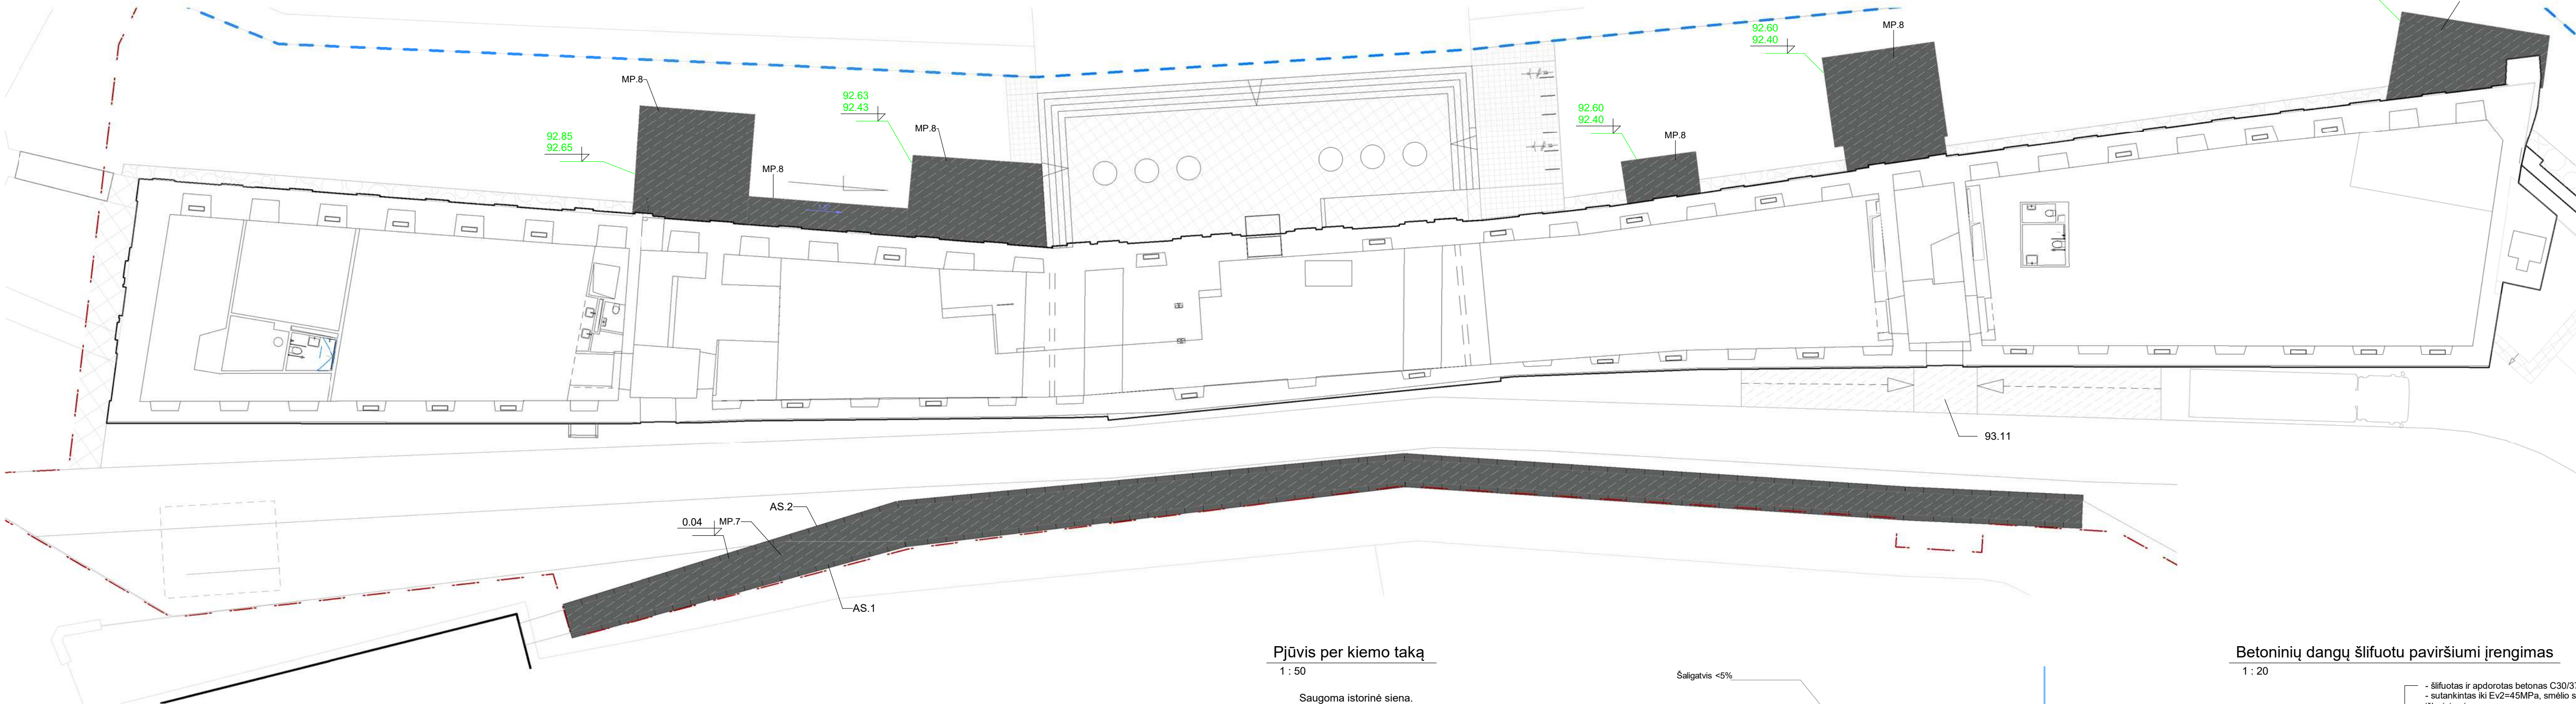 92.60
92.40
MP.8
MP.8
92.63
92.43
MP.8
92.85
92.65
MP.8
92.60
92.40
MP.8
93.11
0.04
MP.7
AS.2
AS.1
Pjūvis per kiemo taką
1 : 50
Saugoma istorinė siena.
Šaligatvis <5%
Betoninių dangų šlifuotu paviršiumi įrengimas
1 : 20
- šlifuotas ir apdorotas betonas C30/37
- sutankintas iki Ev2=45MPa, smėlio s